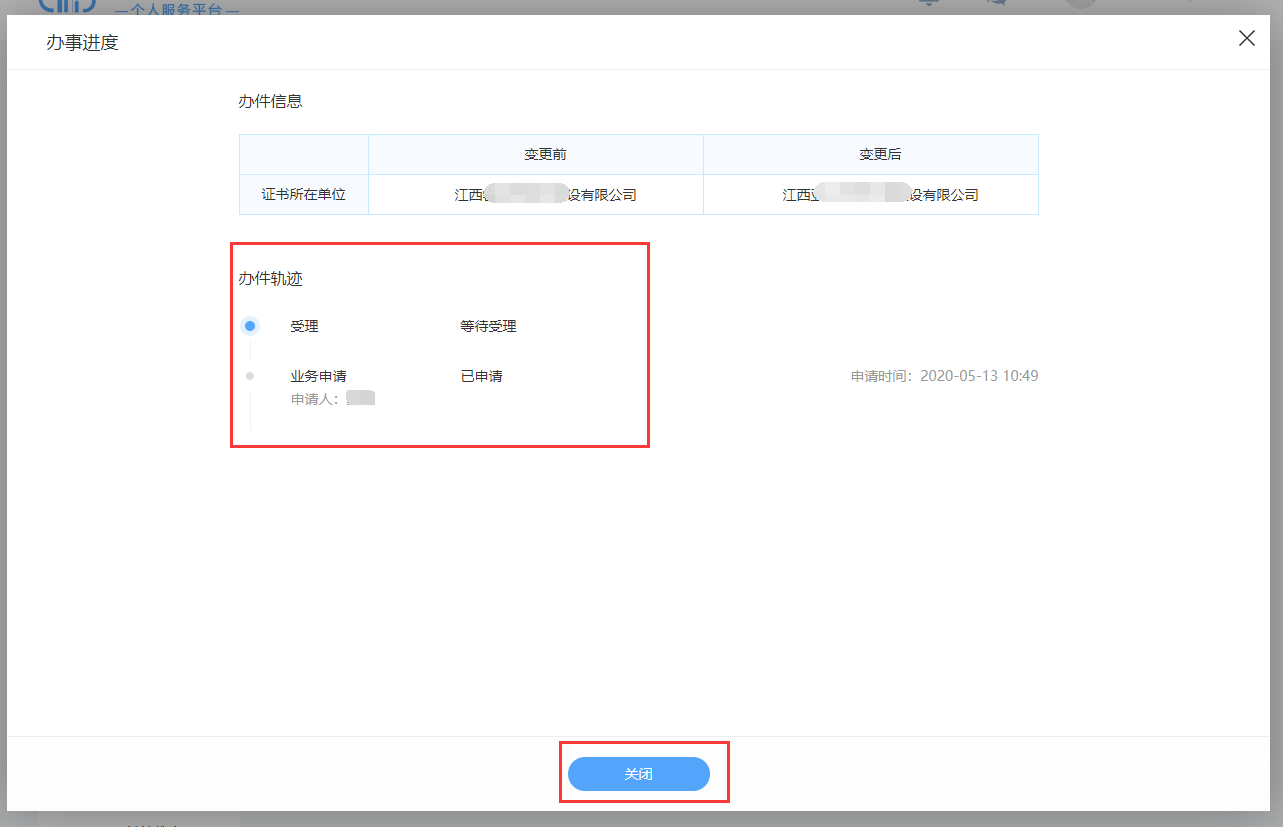 —个人服务平台—
办事进度
办件信息
变更前 变更后
证书所在单位 江西 设有限公司 江西 设有限公司
办件轨迹
受理 等待受理
业务申请 已申请 申请时间：2020-05-13 10:49
申请人：
关闭